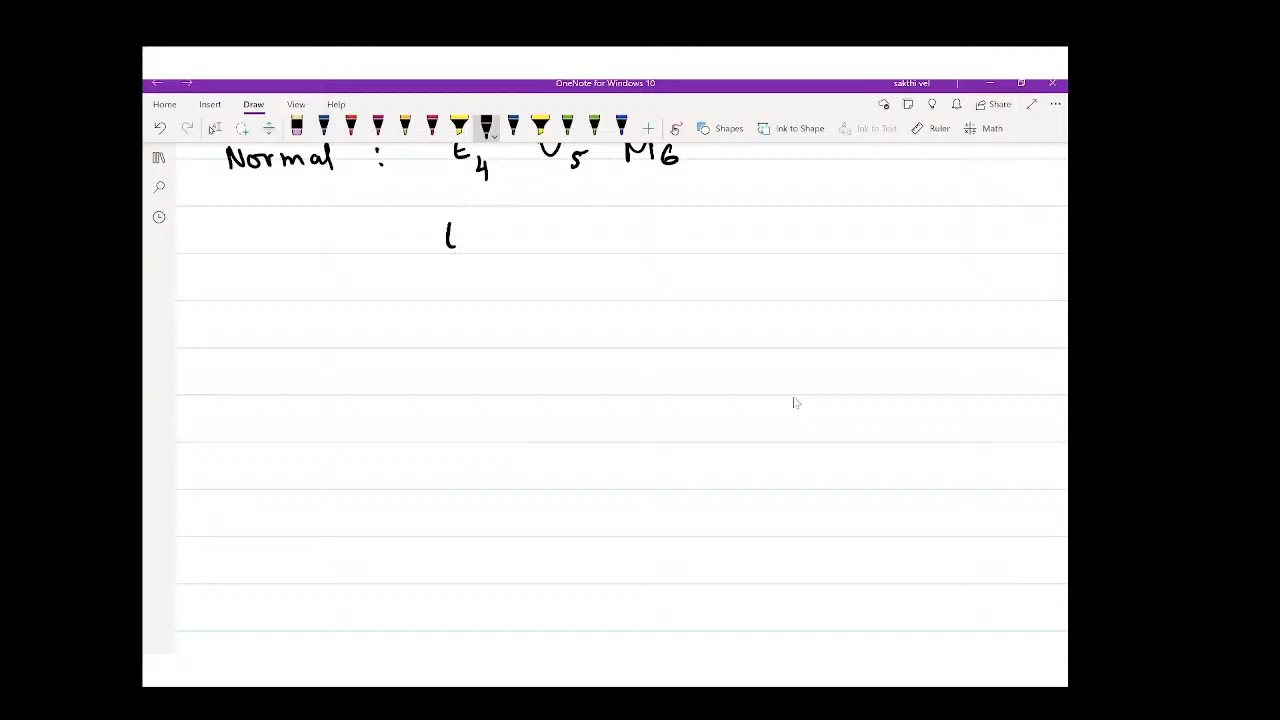 OneNote for Windows 10 sakthi vel
Home Insert Draw View Help Share
Shapes Ink to Shape Ink to Text Ruler Math
Normal : E4 V5 M6